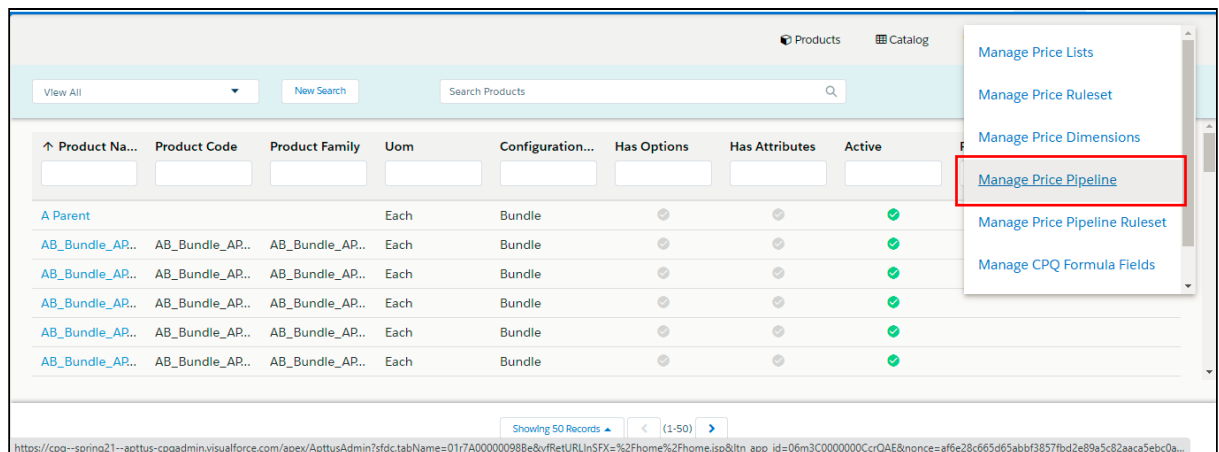 Products Catalog
Manage Price Lists
VIew All New Search Search Products
Manage Price Ruleset
Manage Price Dimensions
Product Na... Product Code Product Family Uom Configuration... Has Options Has Attributes Active
Manage Price Pipeline
A Parent Each Bundle
Manage Price Pipeline Ruleset
AB_Bundle_AP... AB_Bundle_AP... AB_Bundle_AP... Each Bundle
Manage CPQ Formula Fields
AB_Bundle_AP... AB_Bundle_AP... AB_Bundle_AP... Each Bundle
AB_Bundle_AP... AB_Bundle_AP... AB_Bundle_AP... Each Bundle
AB_Bundle_AP... AB_Bundle_AP... AB_Bundle_AP... Each Bundle
AB_Bundle_AP... AB_Bundle_AP... AB_Bundle_AP... Each Bundle
Showing 50 Records (1-50)
https://cpq--spring21--apttus-cpqadmin.visualforce.com/apex/ApttusAdmin?sfdc.tabName=01r7A00000098Be&vfRetURLInSFX=%2Fhome%2Fhome.jsp&ltn_app_id=06m3C0000000CcrQAE&nonce=af6e28c665d65abbf3857fbd2e89a5c82aaca5ebc0a...